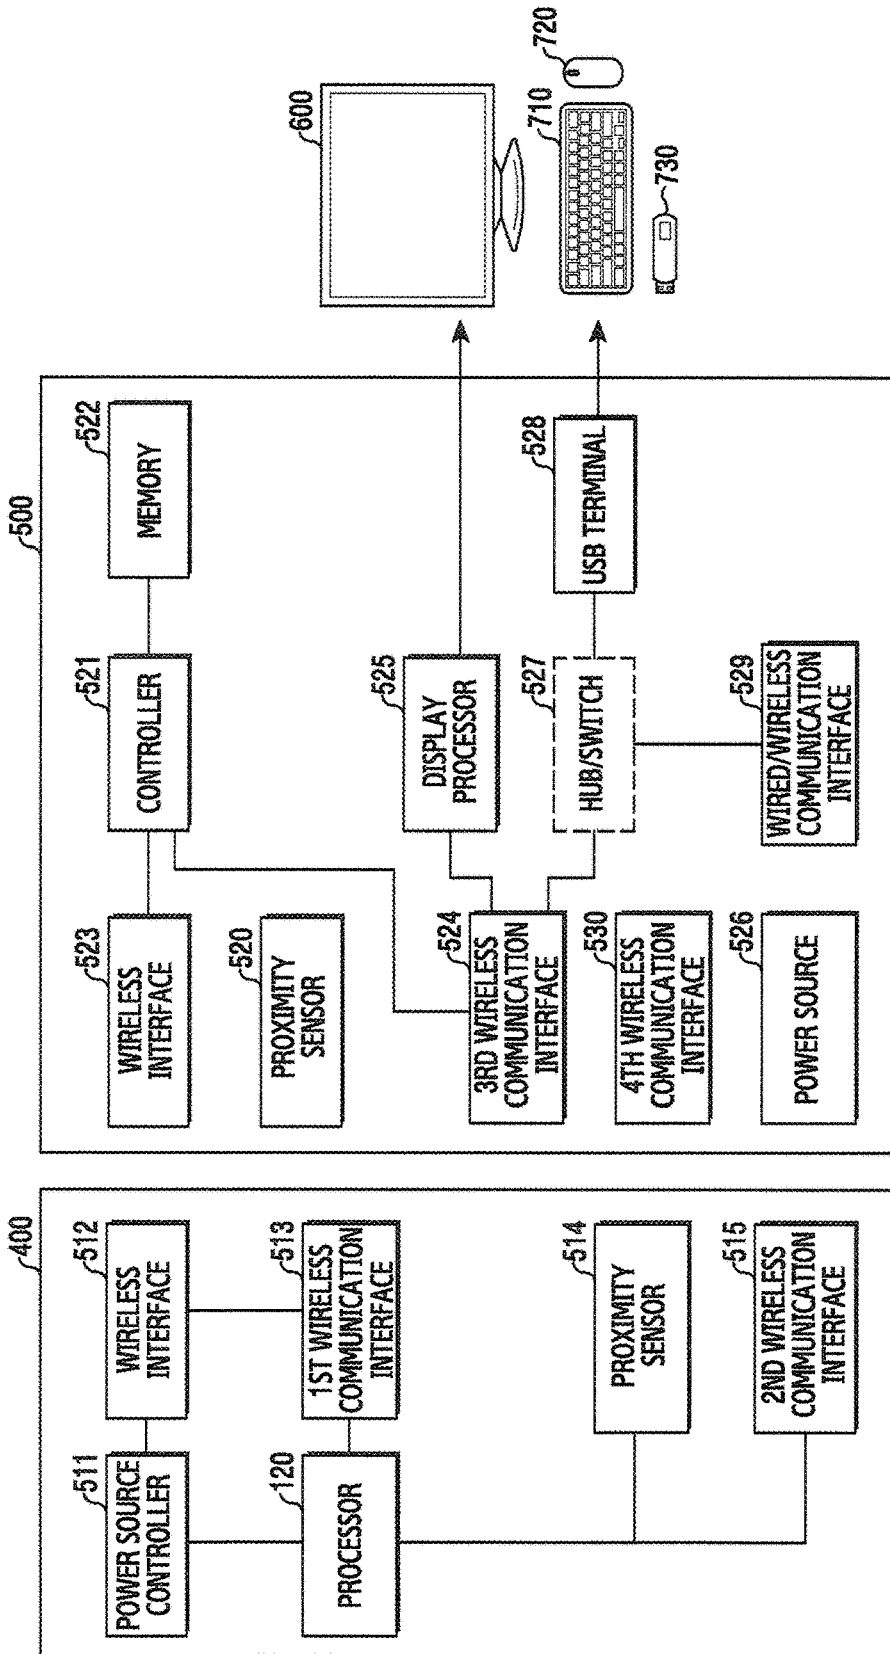 400
511
POWER SOURCE
CONTROLLER
512
WIRELESS
INTERFACE
120
PROCESSOR
513
1ST WIRELESS
COMMUNICATION
INTERFACE
514
PROXIMITY
SENSOR
515
2ND WIRELESS
COMMUNICATION
INTERFACE
500
523
WIRELESS
INTERFACE
521
CONTROLLER
522
MEMORY
520
PROXIMITY
SENSOR
524
3RD WIRELESS
COMMUNICATION
INTERFACE
525
DISPLAY
PROCESSOR
527
HUB/SWITCH
528
USB TERMINAL
530
4TH WIRELESS
COMMUNICATION
INTERFACE
526
POWER SOURCE
529
WIRED/WIRELESS
COMMUNICATION
INTERFACE
600
710
720
730